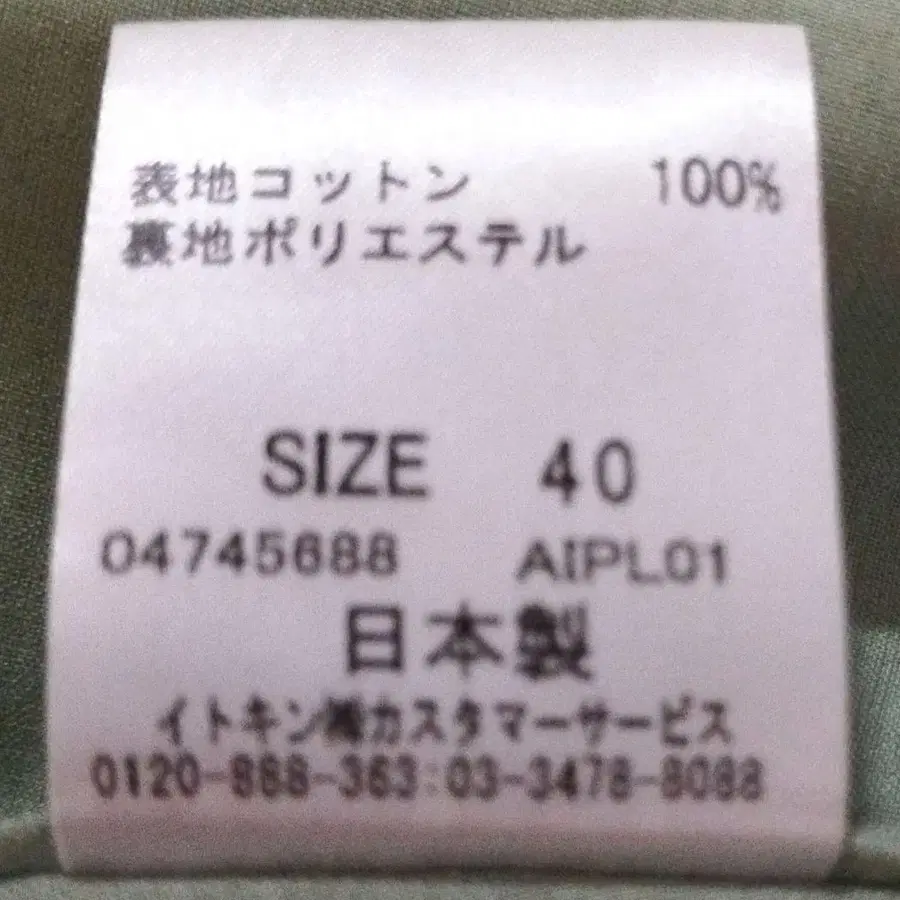 表地コットン 100%
裏地ポリエステル
SIZE 40
04745688 AIPL01
日本製
イトキン㈱カスタマーサービス
0120-888-363:03-3478-8088